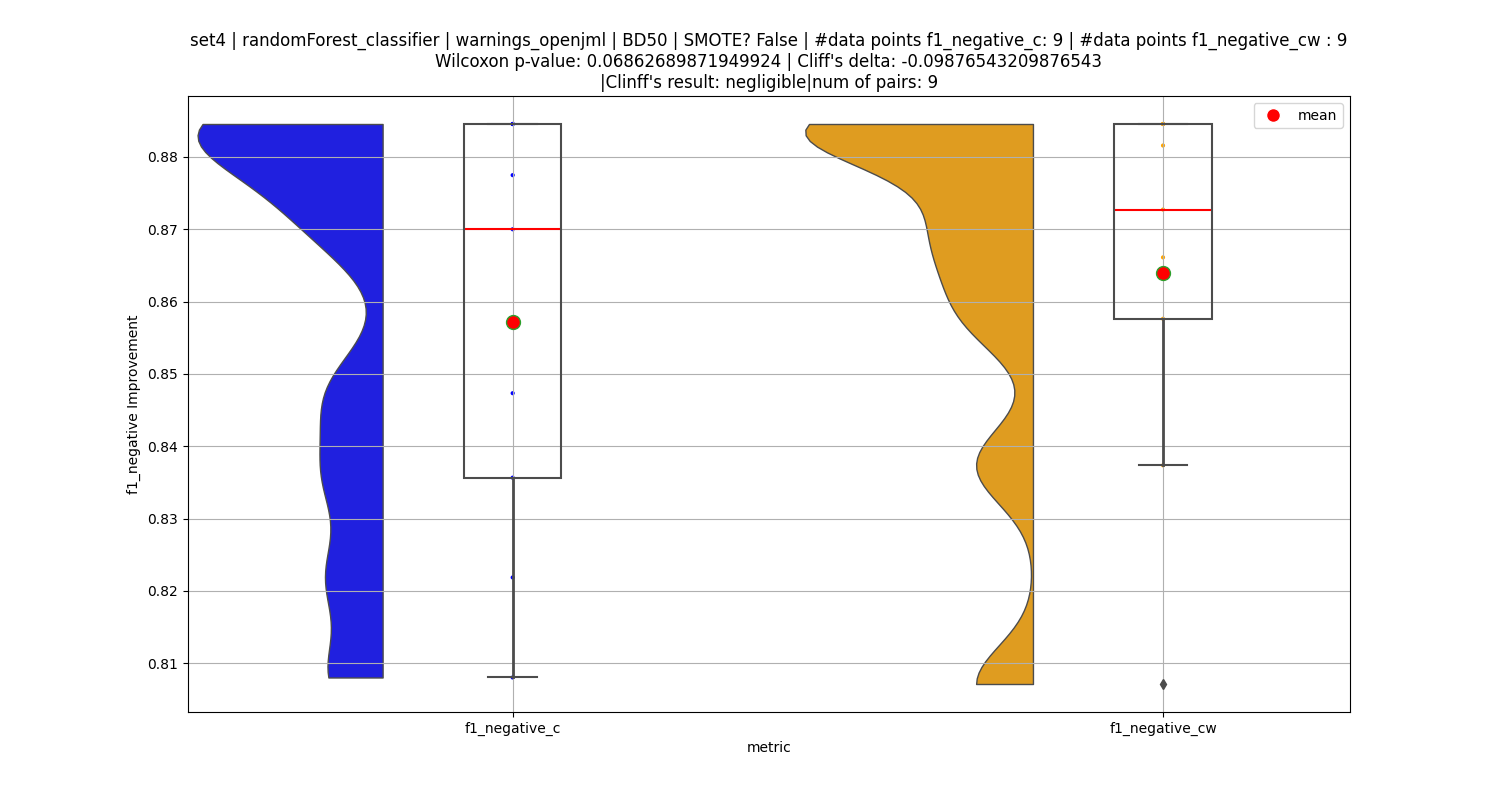 set4 | randomForest_classifier | warnings_openjml | BD50 | SMOTE? False | #data points f1_negative_c: 9 | #data points f1_negative_cw : 9
Wilcoxon p-value: 0.06862689871949924 | Cliff's delta: -0.09876543209876543
|Clinff's result: negligible|num of pairs: 9
mean
0.88
0.87
0.86
0.85
0.84
0.83
0.82
0.81
f1_negative Improvement
f1_negative_c
f1_negative_cw
metric